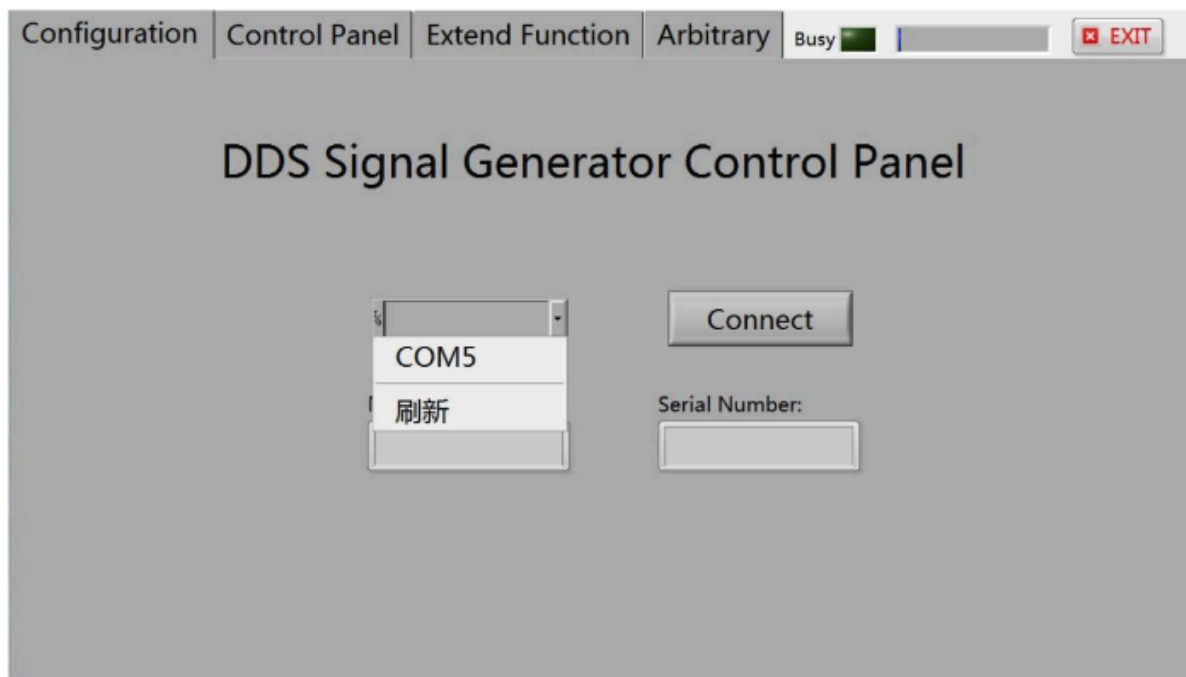 Configuration Control Panel Extend Function Arbitrary Busy EXIT
DDS Signal Generator Control Panel
Connect
COM5
刷新
Serial Number: